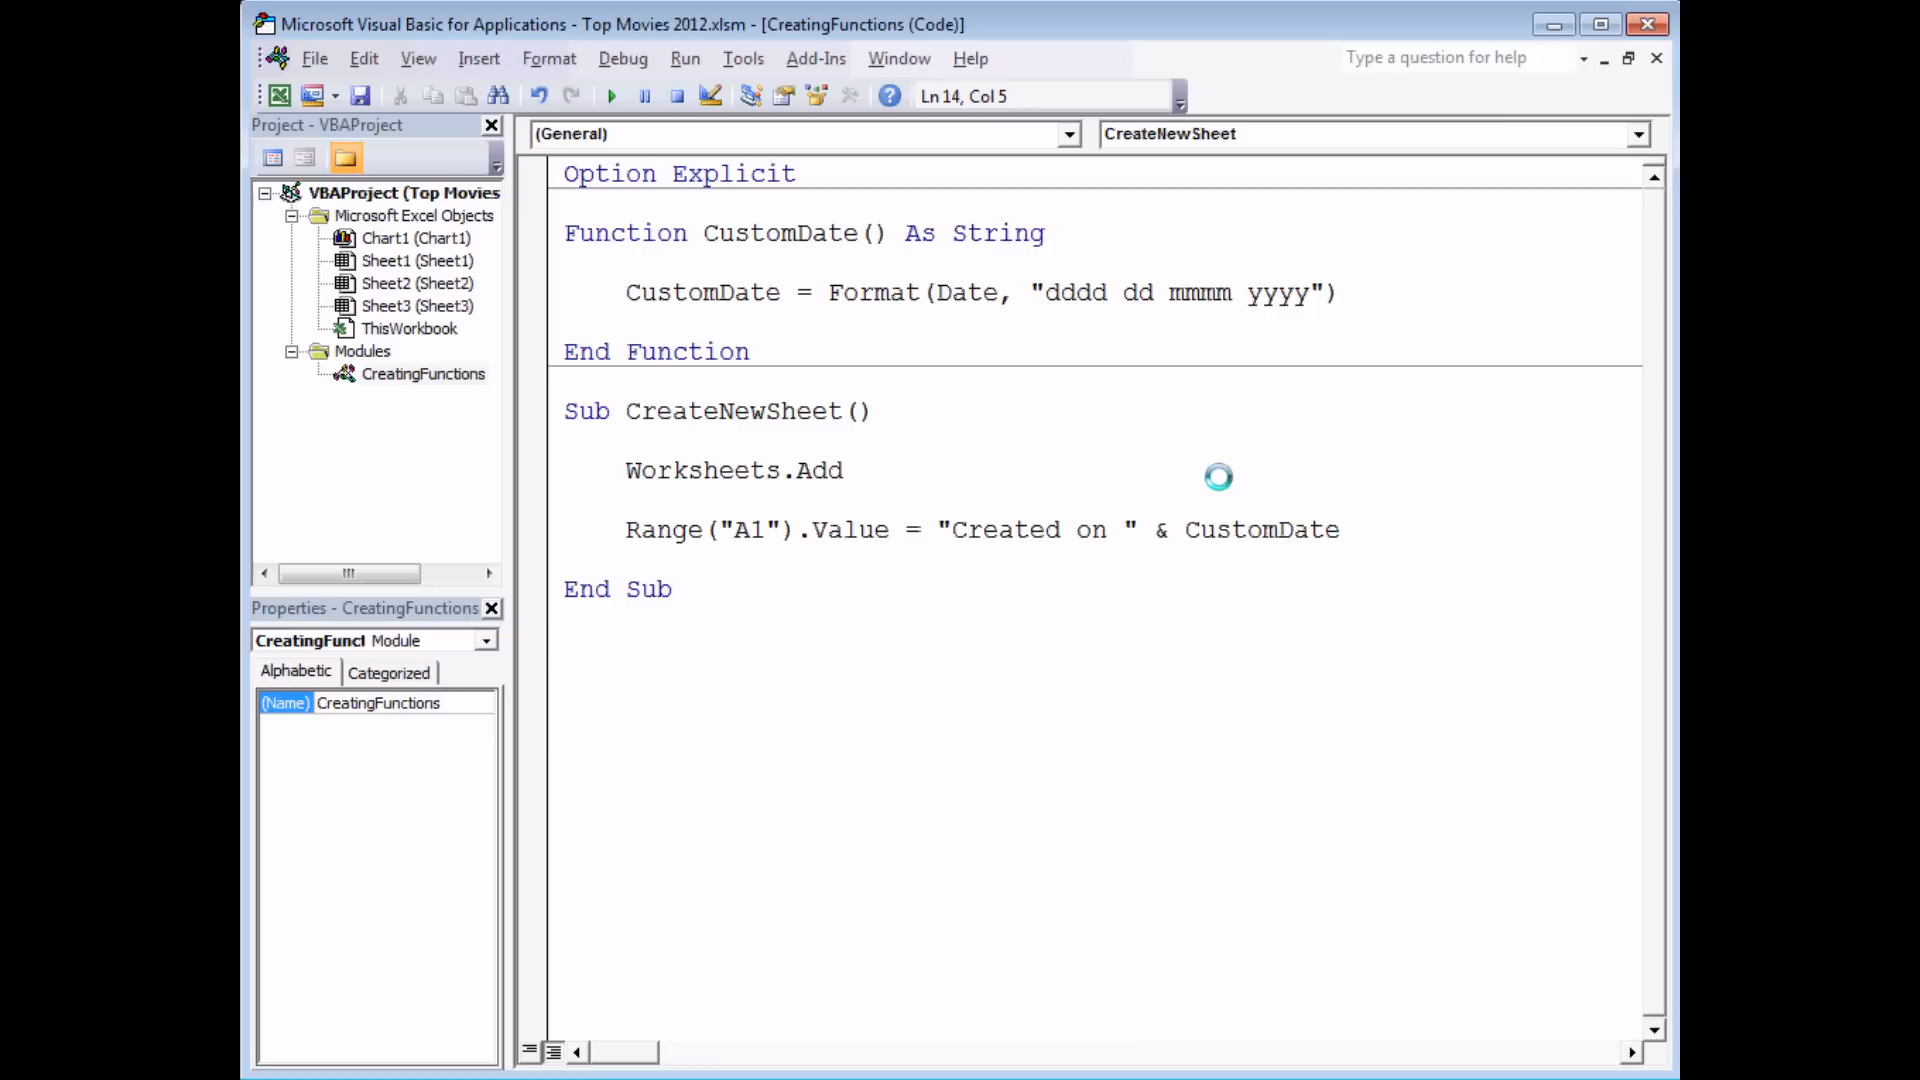 Microsoft Visual Basic for Applications - Top Movies 2012.xlsm - [CreatingFunctions (Code)]
File Edit View Insert Format Debug Run Tools Add-Ins Window Help
Type a question for help
Ln 14, Col 5
Project - VBAProject
(General)
CreateNewSheet
VBAProject (Top Movies
Microsoft Excel Objects
Chart1 (Chart1)
Sheet1 (Sheet1)
Sheet2 (Sheet2)
Sheet3 (Sheet3)
ThisWorkbook
Modules
CreatingFunctions
Properties - CreatingFunctions
CreatingFunct Module
Alphabetic Categorized
(Name) CreatingFunctions
Option Explicit
Function CustomDate() As String
CustomDate = Format(Date, "dddd dd mmmm yyyy")
End Function
Sub CreateNewSheet()
Worksheets.Add
Range("A1").Value = "Created on " & CustomDate
End Sub